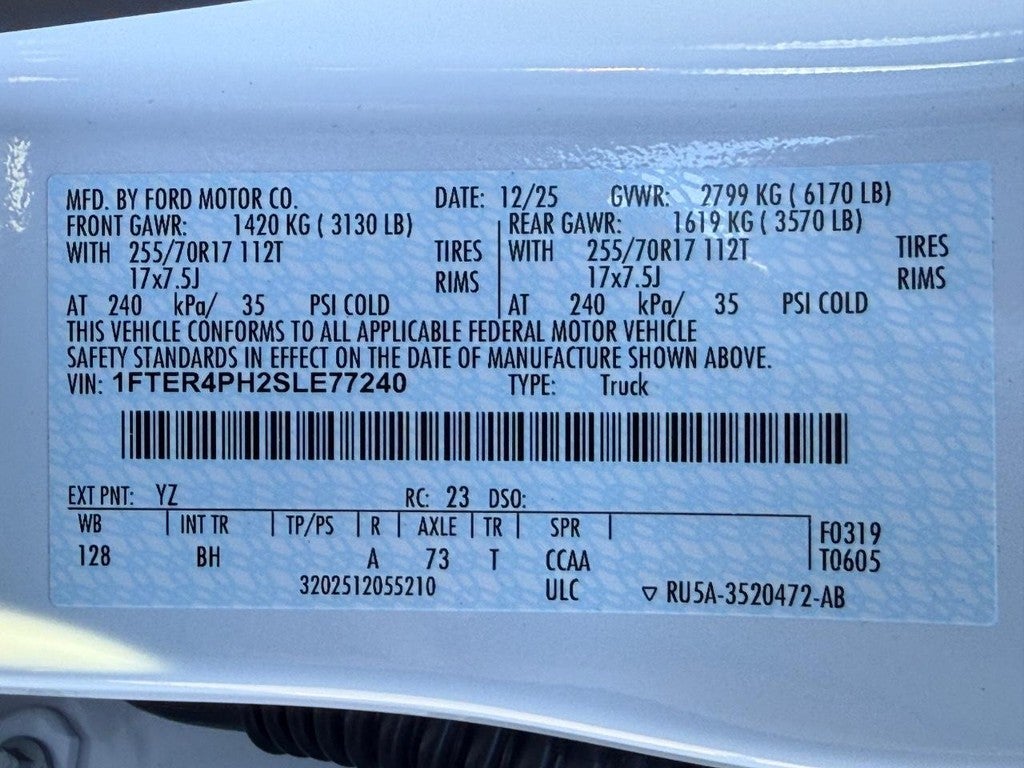 MFD. BY FORD MOTOR CO. DATE: 12/25 GVWR: 2799 KG ( 6170 LB)
FRONT GAWR: 1420 KG ( 3130 LB) REAR GAWR: 1619 KG ( 3570 LB)
WITH 255/70R17 112T TIRES WITH 255/70R17 112T TIRES
17x7.5J RIMS 17x7.5J RIMS
AT 240 kPa/ 35 PSI COLD AT 240 kPa/ 35 PSI COLD
THIS VEHICLE CONFORMS TO ALL APPLICABLE FEDERAL MOTOR VEHICLE
SAFETY STANDARDS IN EFFECT ON THE DATE OF MANUFACTURE SHOWN ABOVE.
VIN: 1FTER4PH2SLE77240 TYPE: Truck
EXT PNT: YZ RC: 23 DSO:
WB INT TR TP/PS R AXLE TR SPR F0319
128 BH A 73 T CCAA T0605
3202512055210 ULC RU5A-3520472-AB